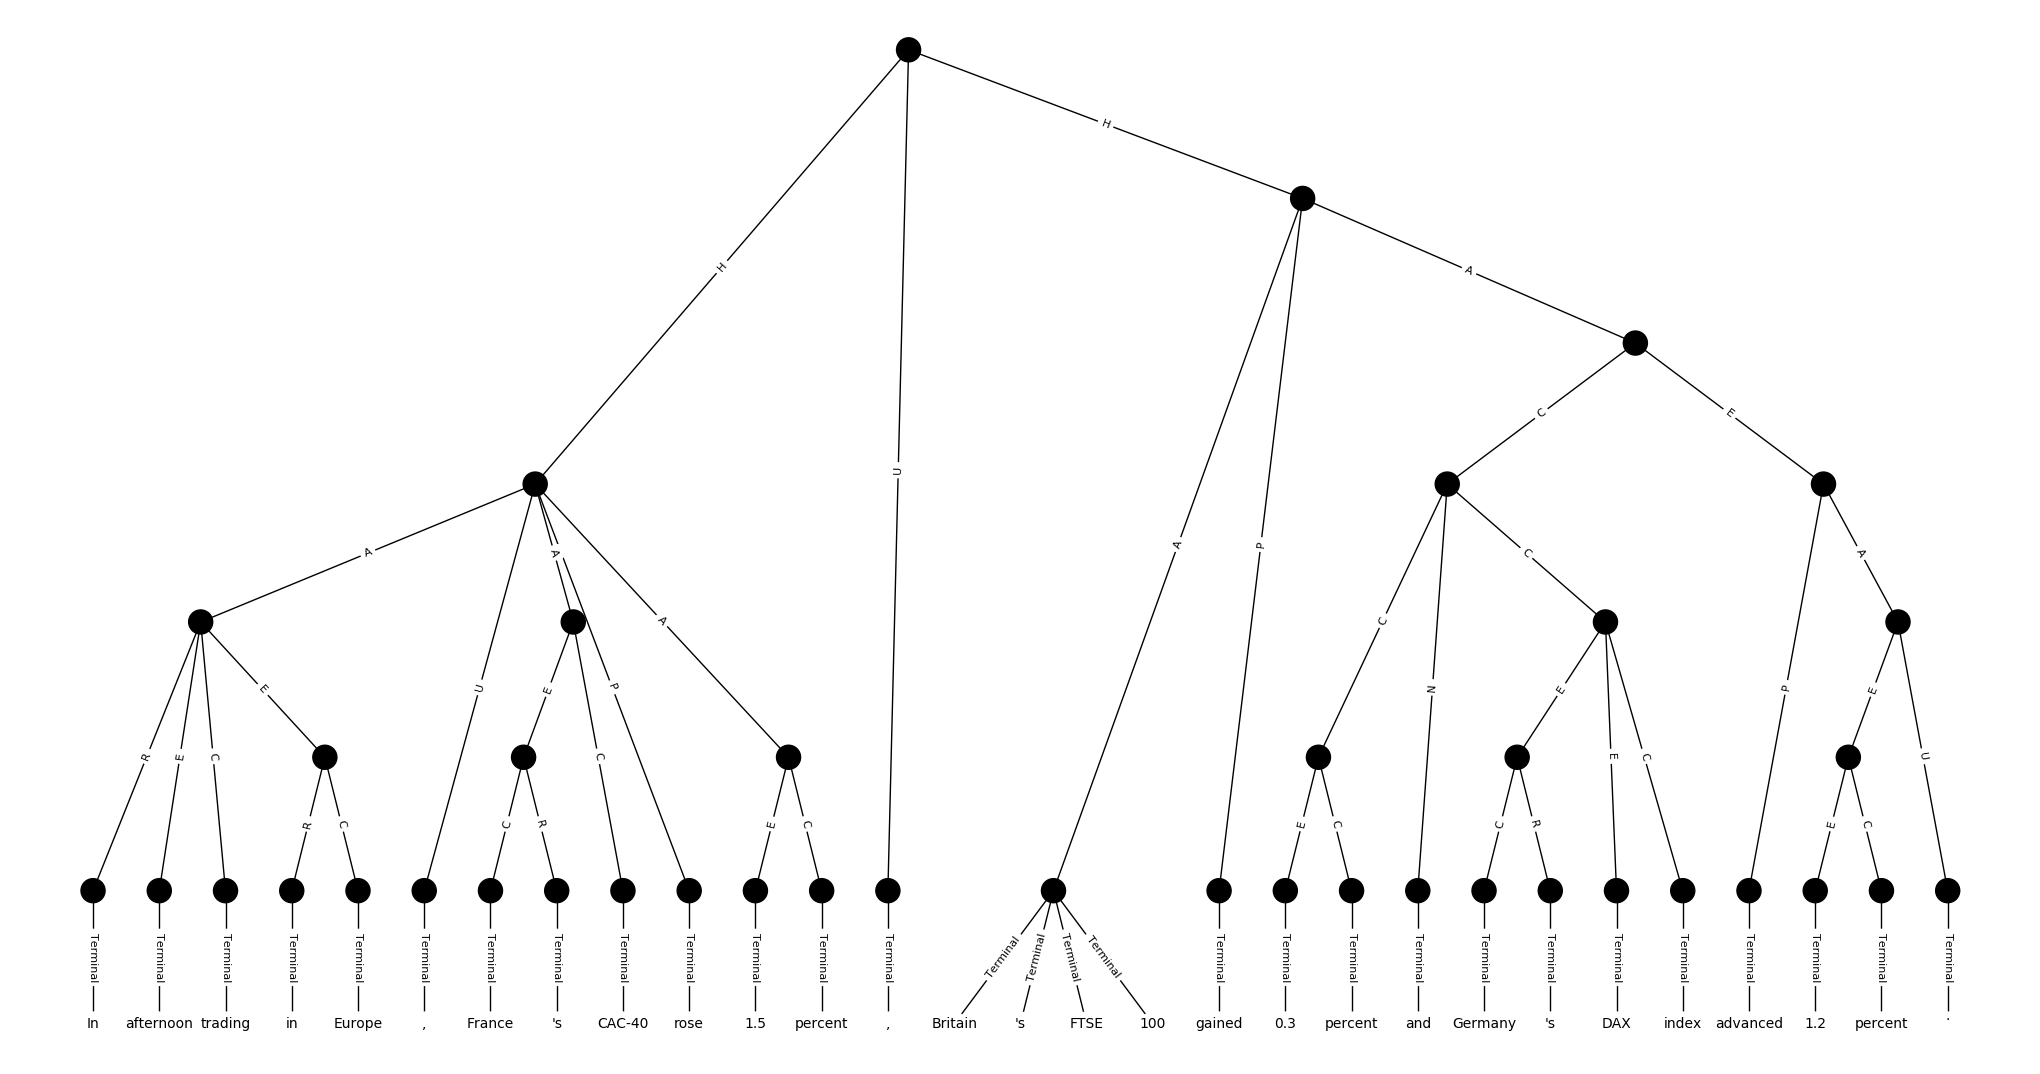 H
H
A
A
C
E
U
A
A
A
P
A
C
C
A
U
P
C
N
P
E
E
E
E
R
E
C
C
E
C
U
R
C
C
R
E
C
E
C
C
R
E
C
Terminal Terminal Terminal Terminal Terminal Terminal Terminal Terminal Terminal Terminal Terminal Terminal Terminal Terminal Terminal Terminal Terminal Terminal Terminal Terminal Terminal Terminal Terminal Terminal Terminal Terminal Terminal Terminal Terminal
In afternoon trading in Europe , France 's CAC-40 rose 1.5 percent , Britain 's FTSE 100 gained 0.3 percent and Germany 's DAX index advanced 1.2 percent .